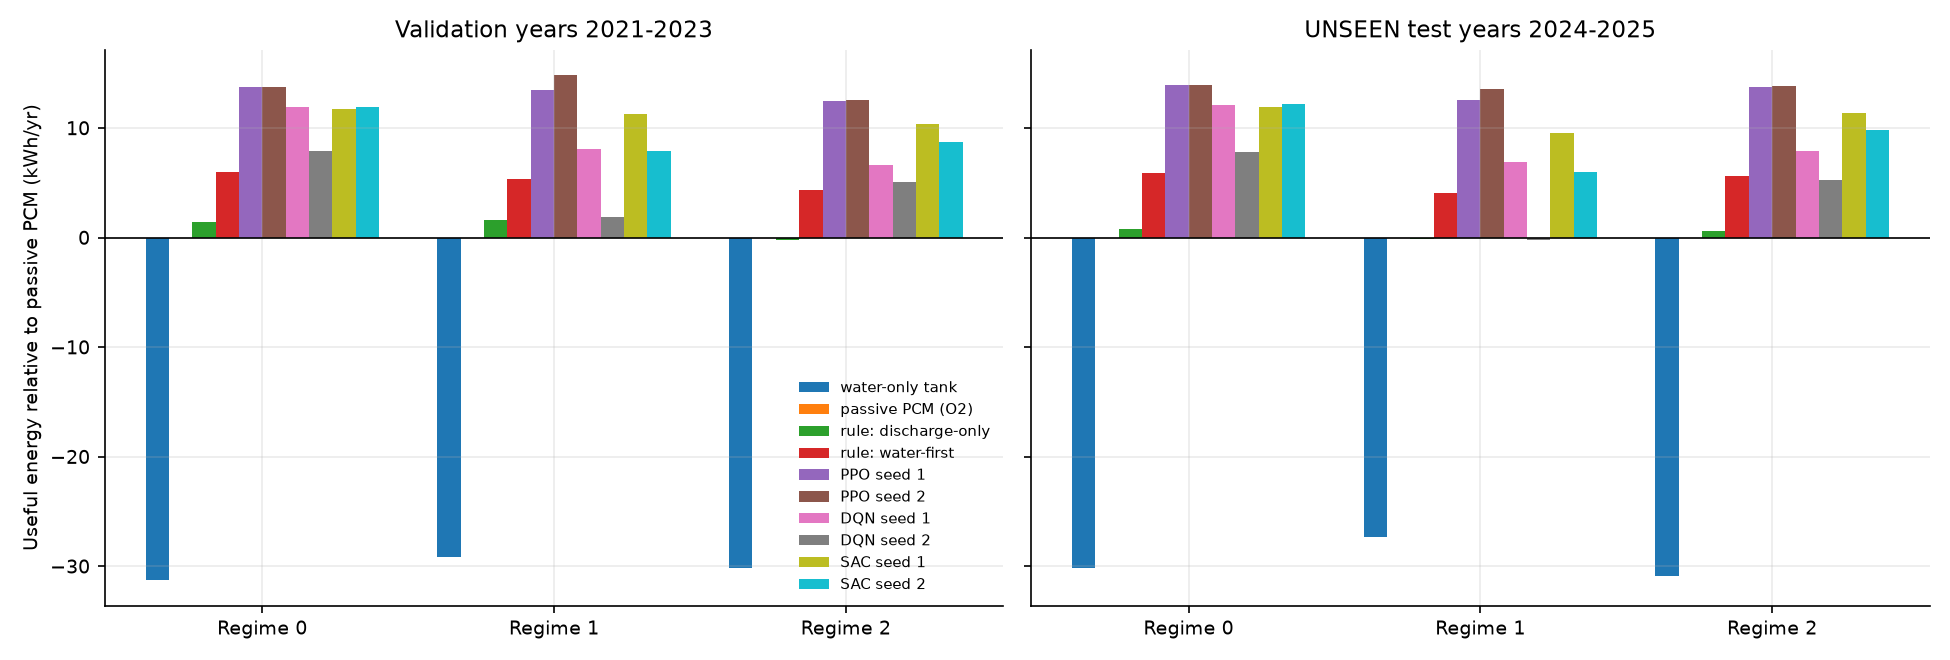 Validation years 2021-2023
UNSEEN test years 2024-2025
Useful energy relative to passive PCM (kWh/yr)
10
0
−10
−20
−30
water-only tank
passive PCM (O2)
rule: discharge-only
rule: water-first
PPO seed 1
PPO seed 2
DQN seed 1
DQN seed 2
SAC seed 1
SAC seed 2
Regime 0
Regime 1
Regime 2
Regime 0
Regime 1
Regime 2